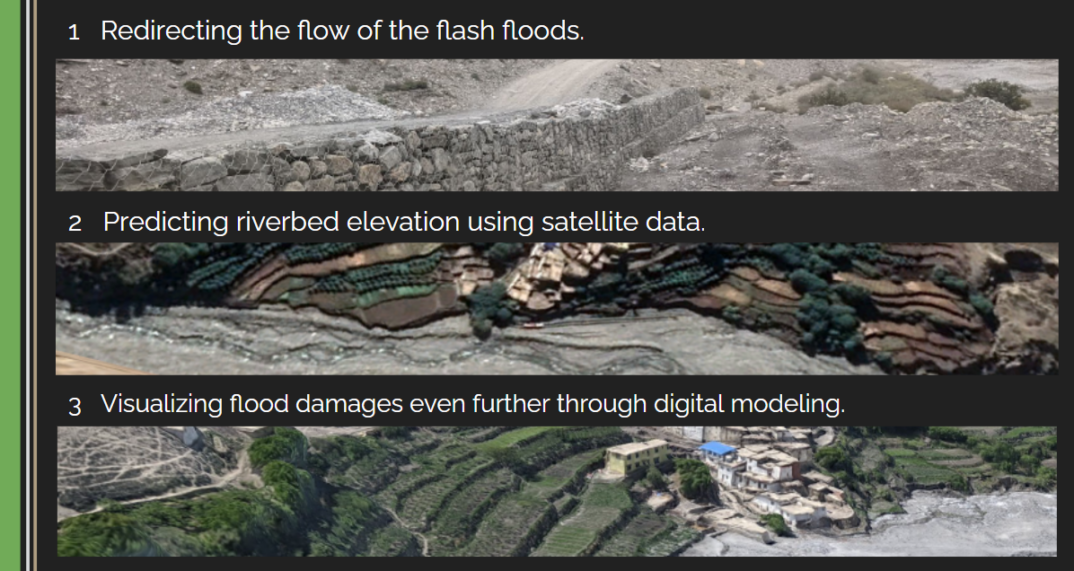 1 Redirecting the flow of the flash floods.
2 Predicting riverbed elevation using satellite data.
3 Visualizing flood damages even further through digital modeling.